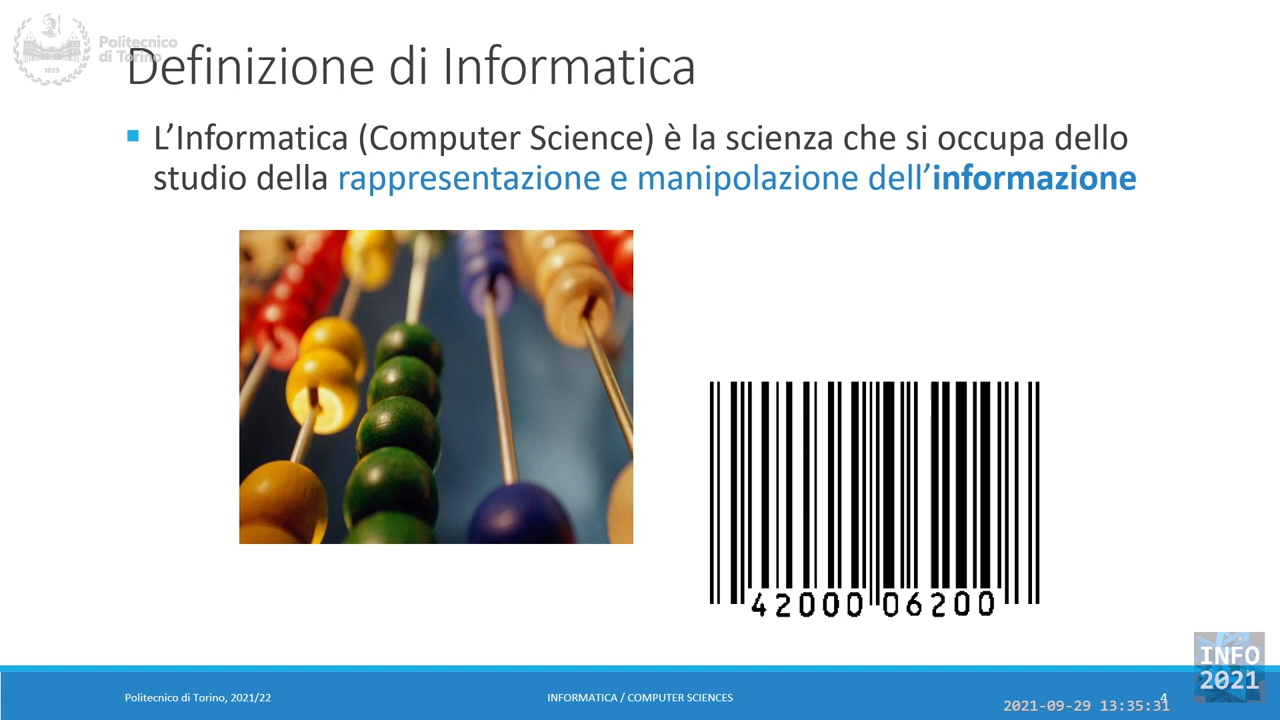 Politecnico
di Torino
1859
Definizione di Informatica
L’Informatica (Computer Science) è la scienza che si occupa dello
studio della rappresentazione e manipolazione dell’informazione
42000 06200
Politecnico di Torino, 2021/22
INFORMATICA / COMPUTER SCIENCES
4
INFO
2021
2021-09-29 13:35:31